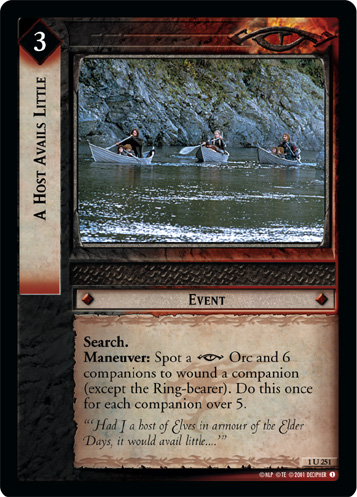 3
A Host Avails Little
Event
Search.
Maneuver: Spot a Orc and 6
companions to wound a companion
(except the Ring-bearer). Do this once
for each companion over 5.
“‘Had I a host of Elves in armour of the Elder
Days, it would avail little....’”
1 U 251
©NLP ™TE ©2001 DECIPHER